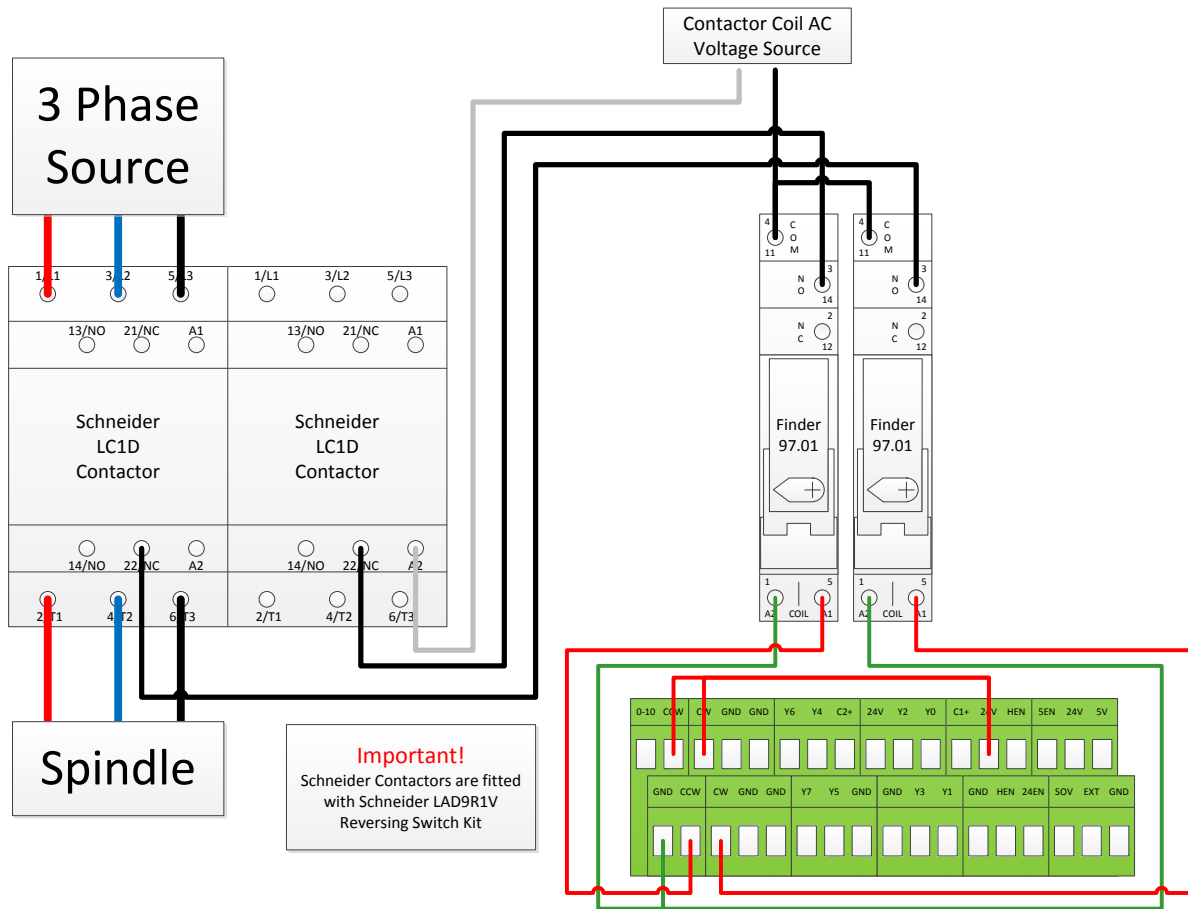 Contactor Coil AC
Voltage Source
3 Phase
Source
1/L1 3/L2 5/L3 1/L1 3/L2 5/L3
13/NO 21/NC A1 13/NO 21/NC A1
Schneider
LC1D
Contactor
Schneider
LC1D
Contactor
14/NO 22/NC A2 14/NO 22/NC A2
2/T1 4/T2 6/T3 2/T1 4/T2 6/T3
4 COM 11
3 NO 14
2 NC 12
Finder
97.01
1 5
A2 COIL A1
4 COM 11
3 NO 14
2 NC 12
Finder
97.01
1 5
A2 COIL A1
Spindle
Important!
Schneider Contactors are fitted
with Schneider LAD9R1V
Reversing Switch Kit
0-10 CCW CW GND GND Y6 Y4 C2+ 24V Y2 Y0 C1+ 24V HEN 5EN 24V 5V
GND CCW CW GND GND Y7 Y5 GND GND Y3 Y1 GND HEN 24EN SOV EXT GND